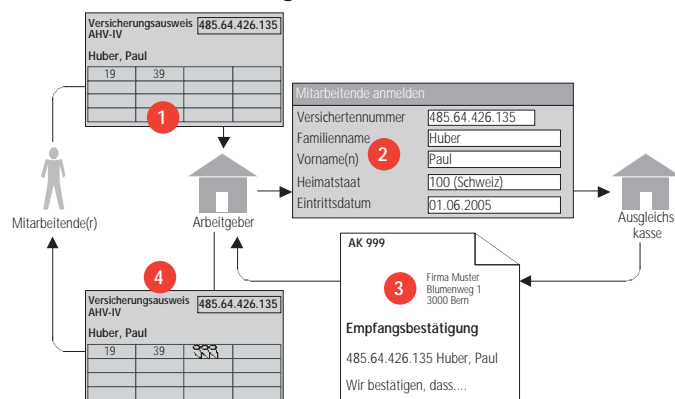 Versicherungsausweis 485.64.426.135
AHV-IV
Huber, Paul
19 39
1
Mitarbeitende anmelden
Versichertennummer 485.64.426.135
Familienname Huber
Vorname(n) 2 Paul
Heimatstaat 100 (Schweiz)
Eintrittsdatum 01.06.2005
Mitarbeitende(r)
Arbeitgeber
Ausgleichs
kasse
AK 999
3
Firma Muster
Blumenweg 1
3000 Bern
Empfangsbestätigung
485.64.426.135 Huber, Paul
Wir bestätigen, dass....
4
Versicherungsausweis 485.64.426.135
AHV-IV
Huber, Paul
19 39